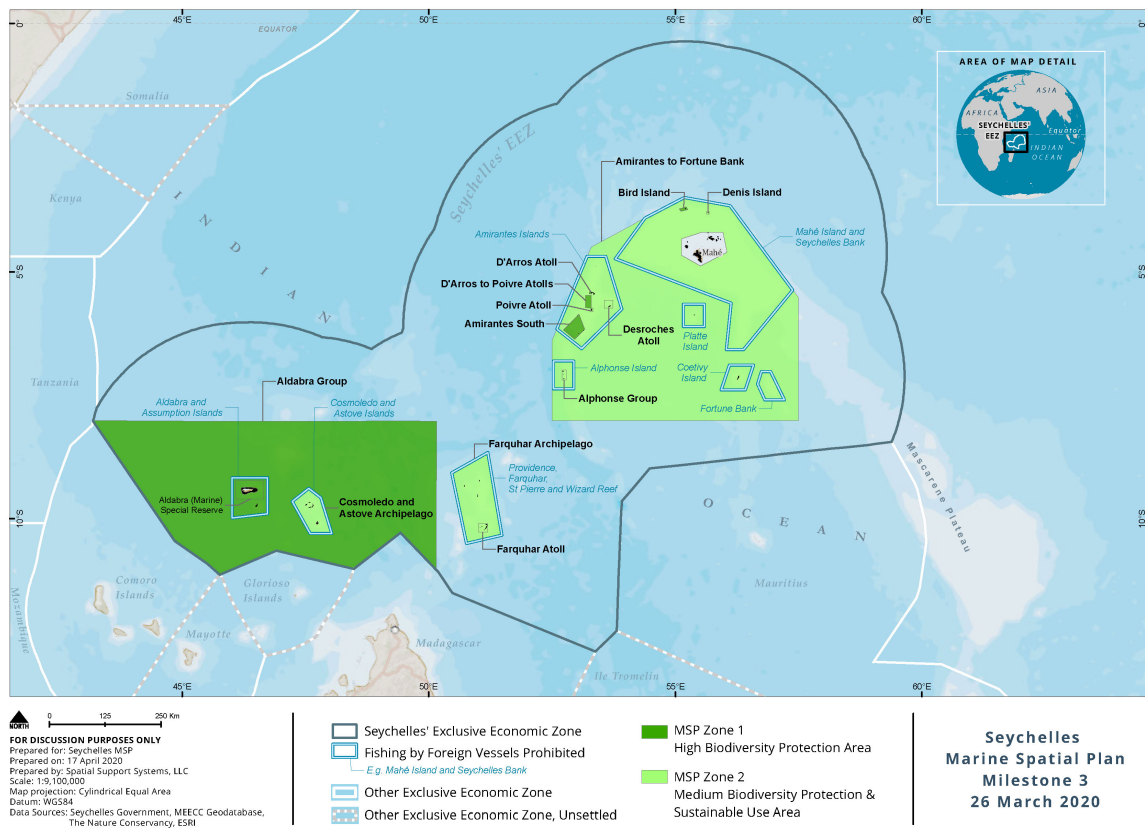 45°E
50°E
55°E
60°E
0°
0°
EQUATOR
AREA OF MAP DETAIL
ASIA
AFRICA
SEYCHELLES'
EEZ
Equator
INDIAN
OCEAN
Somalia
Seychelles' EEZ
Amirantes to Fortune Bank
Bird Island
Denis Island
Kenya
INDIAN
Amirantes Islands
Mahé Island and
Seychelles Bank
Mahé
D'Arros Atoll
5°S
5°S
D'Arros to Poivre Atolls
Poivre Atoll
Amirantes South
Desroches
Atoll
Platte
Island
Alphonse Island
Coetivy
Island
Tanzania
Aldabra Group
Alphonse Group
Fortune Bank
Aldabra and
Assumption Islands
Cosmoledo and
Astove Islands
Farquhar Archipelago
Providence,
Farquhar,
St Pierre and Wizard Reef
Mascarene Plateau
Aldabra (Marine)
Special Reserve
Cosmoledo and
Astove Archipelago
OCEAN
10°S
10°S
Farquhar Atoll
Comoro
Islands
Glorioso
Islands
Mauritius
Mozambique
Mayotte
Madagascar
Ile Tromelin
45°E
50°E
55°E
60°E
NORTH
0 125 250 Km
FOR DISCUSSION PURPOSES ONLY
Prepared for: Seychelles MSP
Prepared on: 17 April 2020
Prepared by: Spatial Support Systems, LLC
Scale: 1:9,100,000
Map projection: Cylindrical Equal Area
Datum: WGS84
Data Sources: Seychelles Government, MEECC Geodatabase,
The Nature Conservancy, ESRI
Seychelles' Exclusive Economic Zone
Fishing by Foreign Vessels Prohibited
E.g. Mahé Island and Seychelles Bank
Other Exclusive Economic Zone
Other Exclusive Economic Zone, Unsettled
MSP Zone 1
High Biodiversity Protection Area
MSP Zone 2
Medium Biodiversity Protection &
Sustainable Use Area
Seychelles
Marine Spatial Plan
Milestone 3
26 March 2020